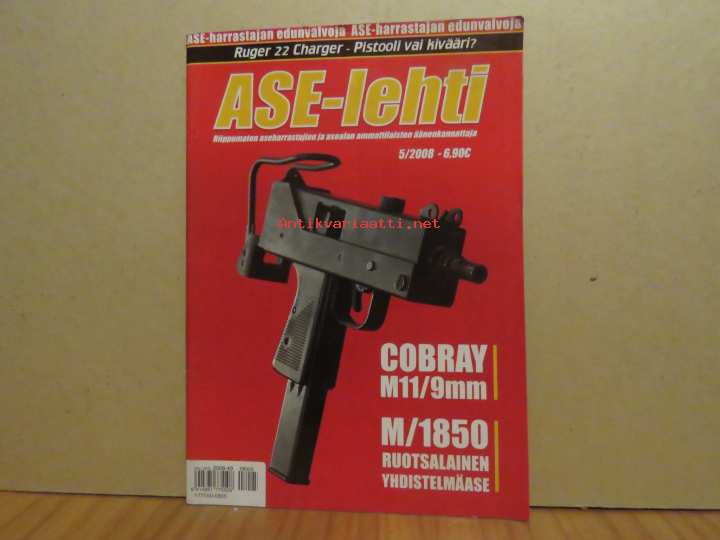 ASE-harrastajan edunvalvoja ASE-harrastajan edunvalvoja
Ruger 22 Charger - Pistooli vai kivääri?
ASE-lehti
Riippumaton aseharrastajien ja asealan ammattilaisten äänenkannattaja
5/2008 - 6,90€
Antikvariaatti.net
COBRAY
M11/9mm
M/1850
RUOTSALAINEN
YHDISTELMÄASE